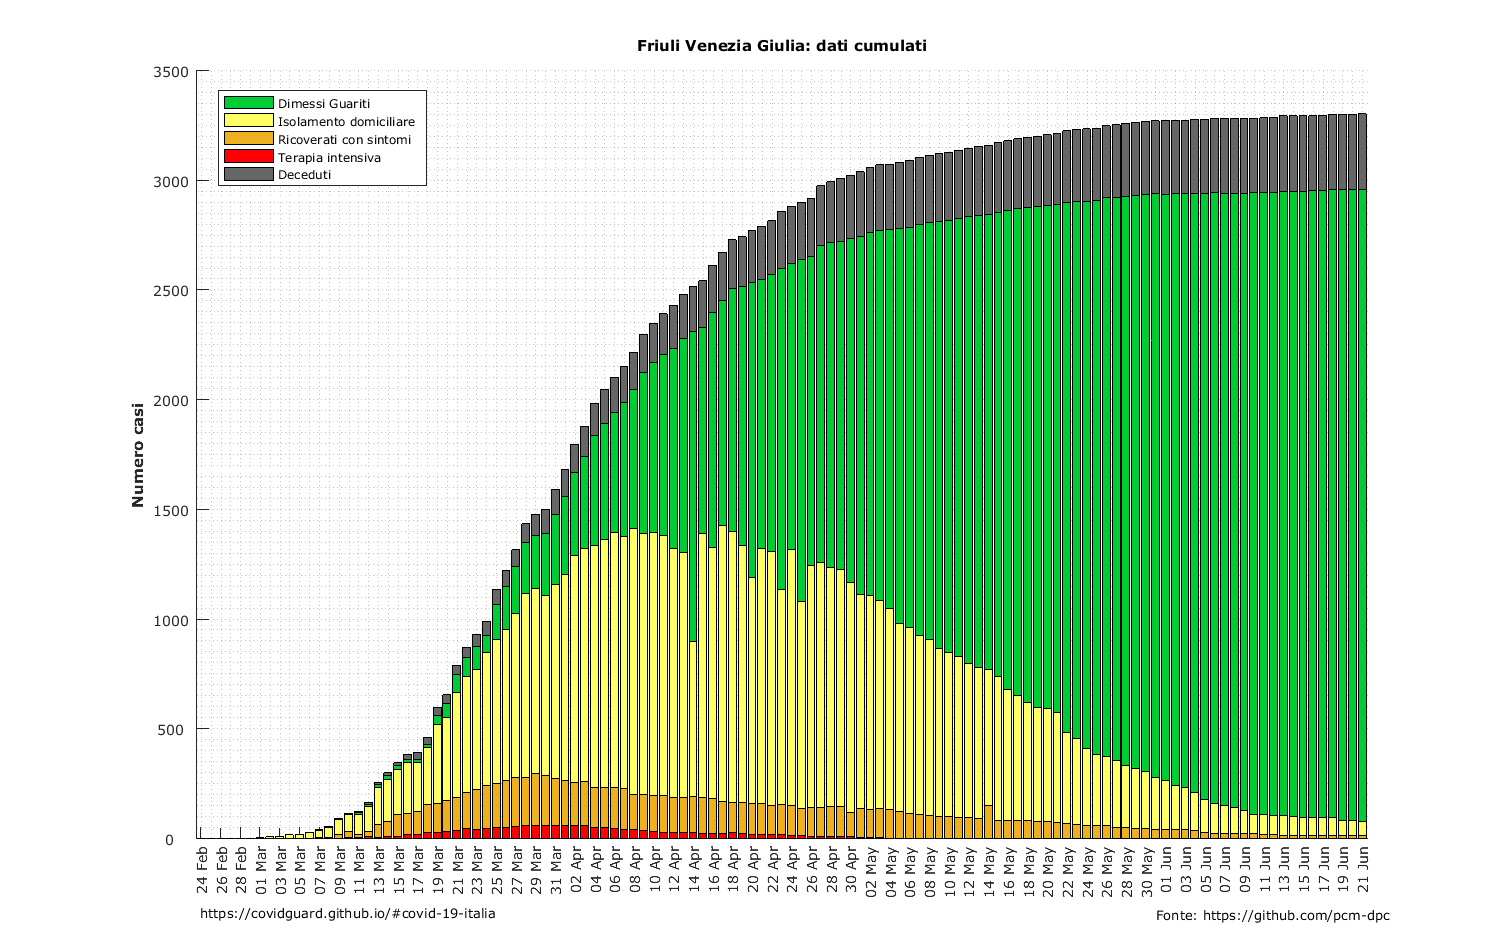 Friuli Venezia Giulia: dati cumulati
3500
3000
2500
2000
1500
1000
500
0
Numero casi
Dimessi Guariti
Isolamento domiciliare
Ricoverati con sintomi
Terapia intensiva
Deceduti
24 Feb
26 Feb
28 Feb
01 Mar
03 Mar
05 Mar
07 Mar
09 Mar
11 Mar
13 Mar
15 Mar
17 Mar
19 Mar
21 Mar
23 Mar
25 Mar
27 Mar
29 Mar
31 Mar
02 Apr
04 Apr
06 Apr
08 Apr
10 Apr
12 Apr
14 Apr
16 Apr
18 Apr
20 Apr
22 Apr
24 Apr
26 Apr
28 Apr
30 Apr
02 May
04 May
06 May
08 May
10 May
12 May
14 May
16 May
18 May
20 May
22 May
24 May
26 May
28 May
30 May
01 Jun
03 Jun
05 Jun
07 Jun
09 Jun
11 Jun
13 Jun
15 Jun
17 Jun
19 Jun
21 Jun
https://covidguard.github.io/#covid-19-italia
Fonte: https://github.com/pcm-dpc